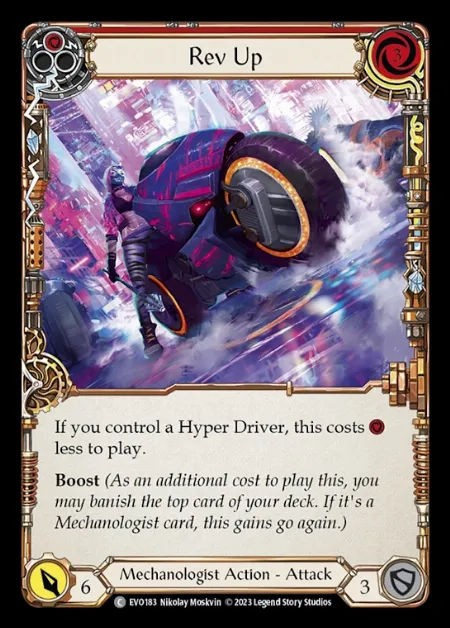 Rev Up
3
If you control a Hyper Driver, this costs
less to play.
Boost (As an additional cost to play this, you
may banish the top card of your deck. If it's a
Mechanologist card, this gains go again.)
6
Mechanologist Action - Attack
3
C EVO183 Nikolay Moskvin © 2023 Legend Story Studios